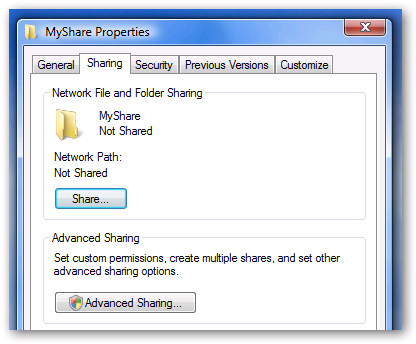 MyShare Properties
General Sharing Security Previous Versions Customize
Network File and Folder Sharing
MyShare
Not Shared
Network Path:
Not Shared
Share...
Advanced Sharing
Set custom permissions, create multiple shares, and set other
advanced sharing options.
Advanced Sharing...